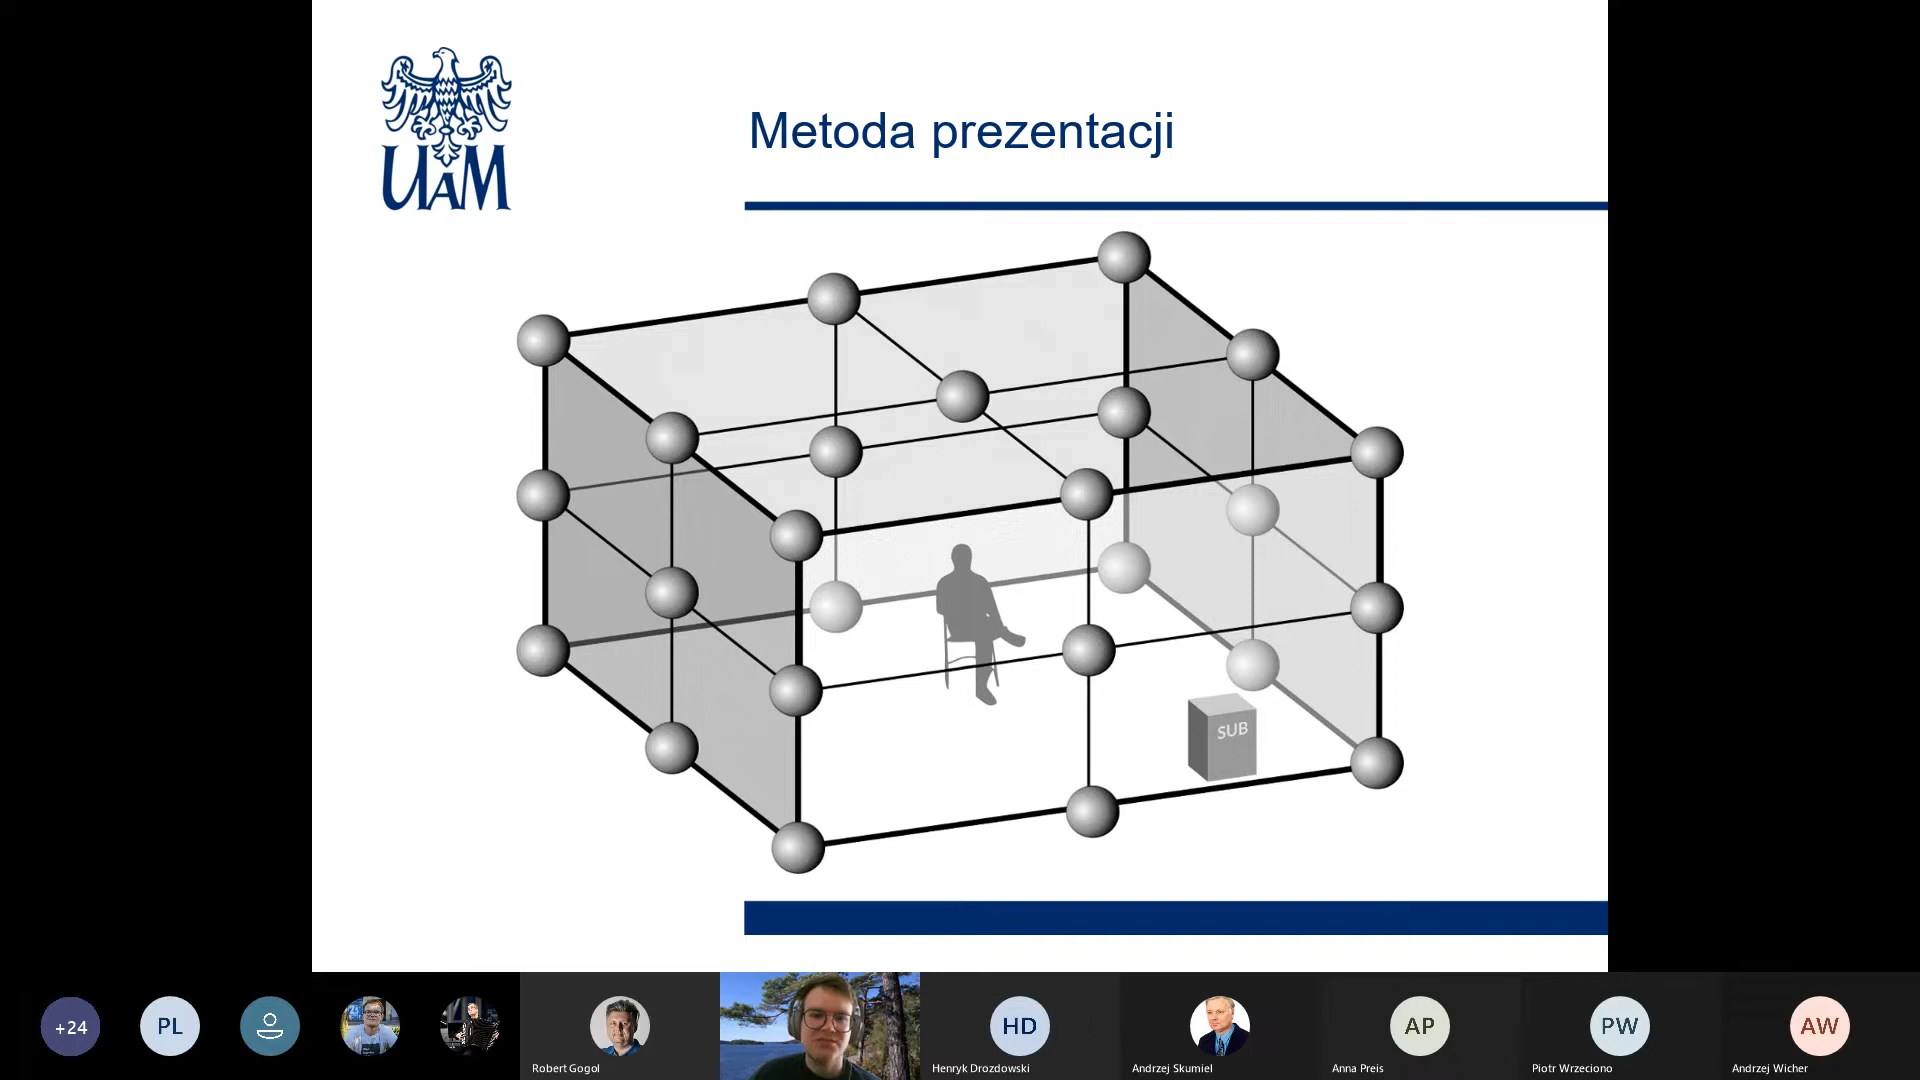 UAM
Metoda prezentacji
SUB
+24
PL
HD
AP
PW
AW
Robert Gogol
Henryk Drozdowski
Andrzej Skumiel
Anna Preis
Piotr Wrzeciono
Andrzej Wicher